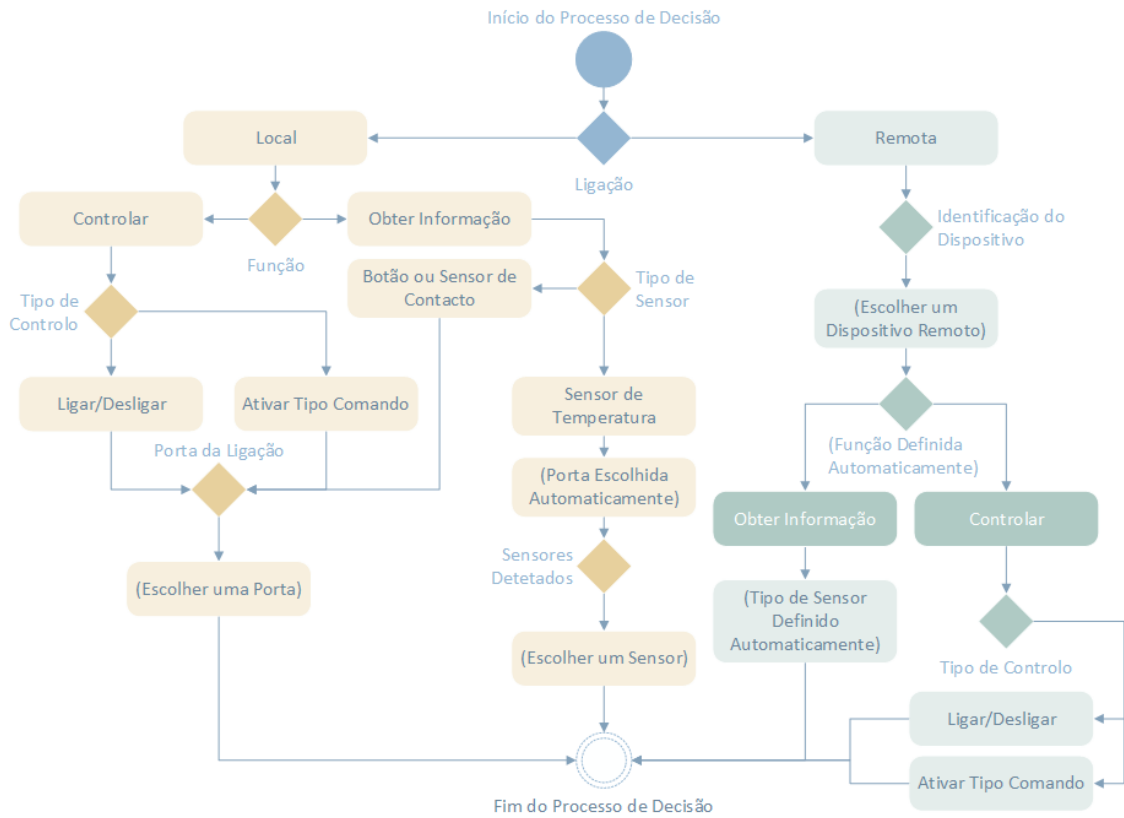 Início do Processo de Decisão
Local
Remota
Ligação
Controlar
Obter Informação
Identificação do
Dispositivo
Função
Botão ou Sensor de
Contacto
Tipo de
Sensor
Tipo de
Controlo
(Escolher um
Dispositivo Remoto)
Ligar/Desligar
Ativar Tipo Comando
Sensor de
Temperatura
Porta da Ligação
(Função Definida
Automaticamente)
(Porta Escolhida
Automaticamente)
Obter Informação
Controlar
Sensores
Detetados
(Escolher uma Porta)
(Tipo de Sensor
Definido
Automaticamente)
(Escolher um Sensor)
Tipo de Controlo
Ligar/Desligar
Ativar Tipo Comando
Fim do Processo de Decisão